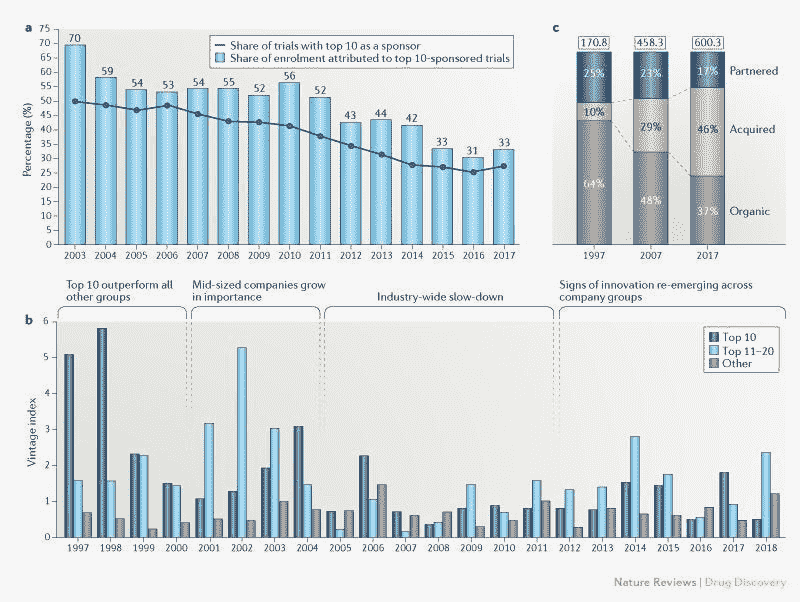 a
75
70
65
60
55
50
45
40
35
30
25
20
15
10
5
0
Percentage (%)
Share of trials with top 10 as a sponsor
Share of enrolment attributed to top 10-sponsored trials
70
59
54
53
54
55
52
56
52
43
44
42
33
31
33
2003 2004 2005 2006 2007 2008 2009 2010 2011 2012 2013 2014 2015 2016 2017
c
170.8 458.3 600.3
25% 23% 17% Partnered
10% 29% 46% Acquired
64% 48% 37% Organic
1997 2007 2017
Top 10 outperform all
other groups
Mid-sized companies grow
in importance
Industry-wide slow-down
Signs of innovation re-emerging across
company groups
b
6
5
4
3
2
1
0
Vintage index
Top 10
Top 11–20
Other
1997 1998 1999 2000 2001 2002 2003 2004 2005 2006 2007 2008 2009 2010 2011 2012 2013 2014 2015 2016 2017 2018
Nature Reviews | Drug Discovery